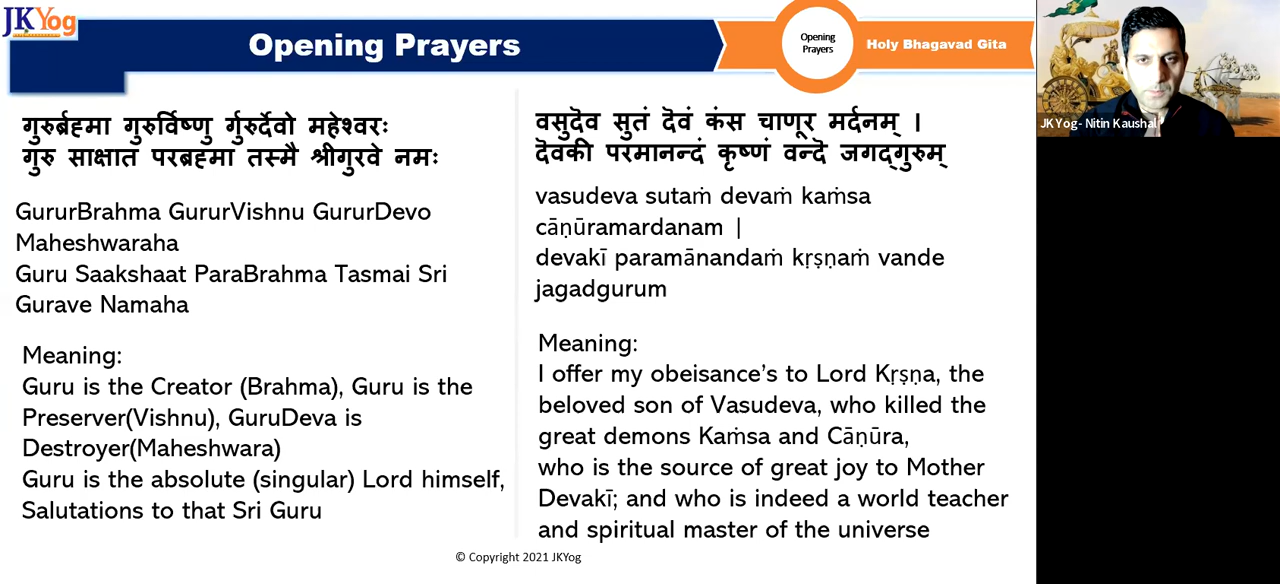 JKYog
Opening Prayers
Opening
Prayers
Holy Bhagavad Gita
JKYog- Nitin Kaushal
गुरुर्ब्रह्मा गुरुर्विष्णु र्गुरुर्देवो महेश्वरः
गुरु साक्षात परब्रह्मा तस्मै श्रीगुरवे नमः
GururBrahma GururVishnu GururDevo
Maheshwaraha
Guru Saakshaat ParaBrahma Tasmai Sri
Gurave Namaha
Meaning:
Guru is the Creator (Brahma), Guru is the
Preserver(Vishnu), GuruDeva is
Destroyer(Maheshwara)
Guru is the absolute (singular) Lord himself,
Salutations to that Sri Guru
वसुदॆव सुतं दॆवं कंस चाणूर मर्दनम् ।
दॆवकी परमानन्दं कृष्णं वन्दॆ जगद्गुरुम्
vasudeva sutaṁ devaṁ kaṁsa
cāṇūramardanam |
devakī paramānandaṁ kṛṣṇaṁ vande
jagadgurum
Meaning:
I offer my obeisance’s to Lord Kṛṣṇa, the
beloved son of Vasudeva, who killed the
great demons Kaṁsa and Cāṇūra,
who is the source of great joy to Mother
Devakī; and who is indeed a world teacher
and spiritual master of the universe
© Copyright 2021 JKYog